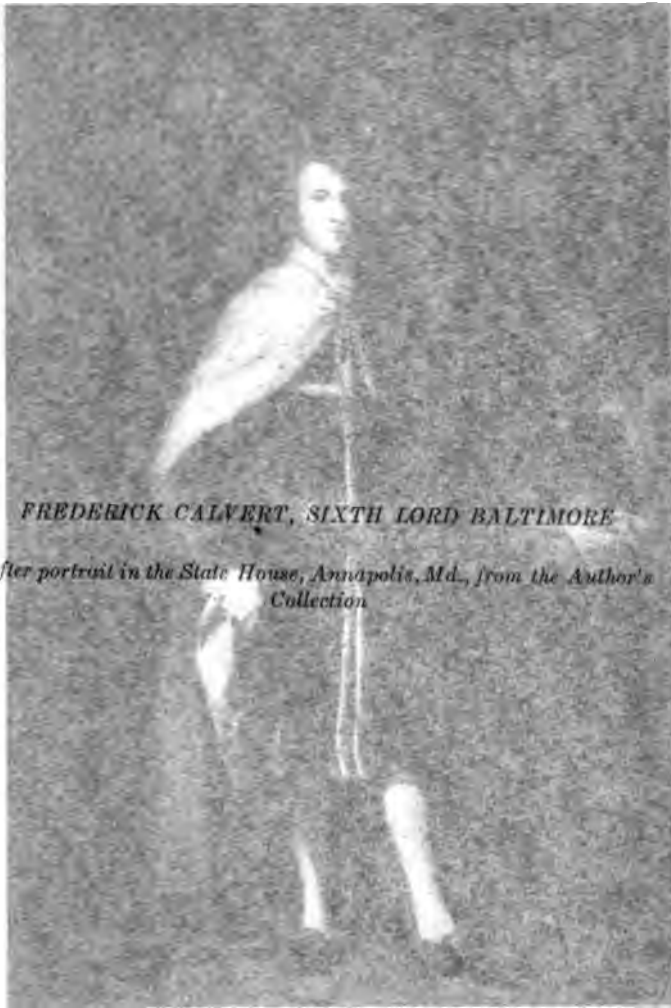 FREDERICK CALVERT, SIXTH LORD BALTIMORE
fter portrait in the State House, Annapolis, Md., from the Author's
Collection